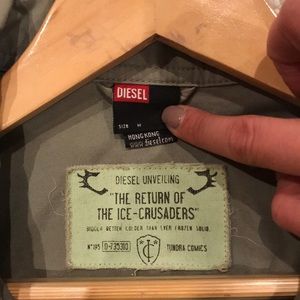 DIESEL
SIZE M
HONG KONG
www.diesel.com
DIESEL UNVEILING
"THE RETURN OF
THE ICE-CRUSADERS"
BIGGER BETTER COLDER THAN EVER FROZEN SOLID.
N°195 TUNDRA COMICS